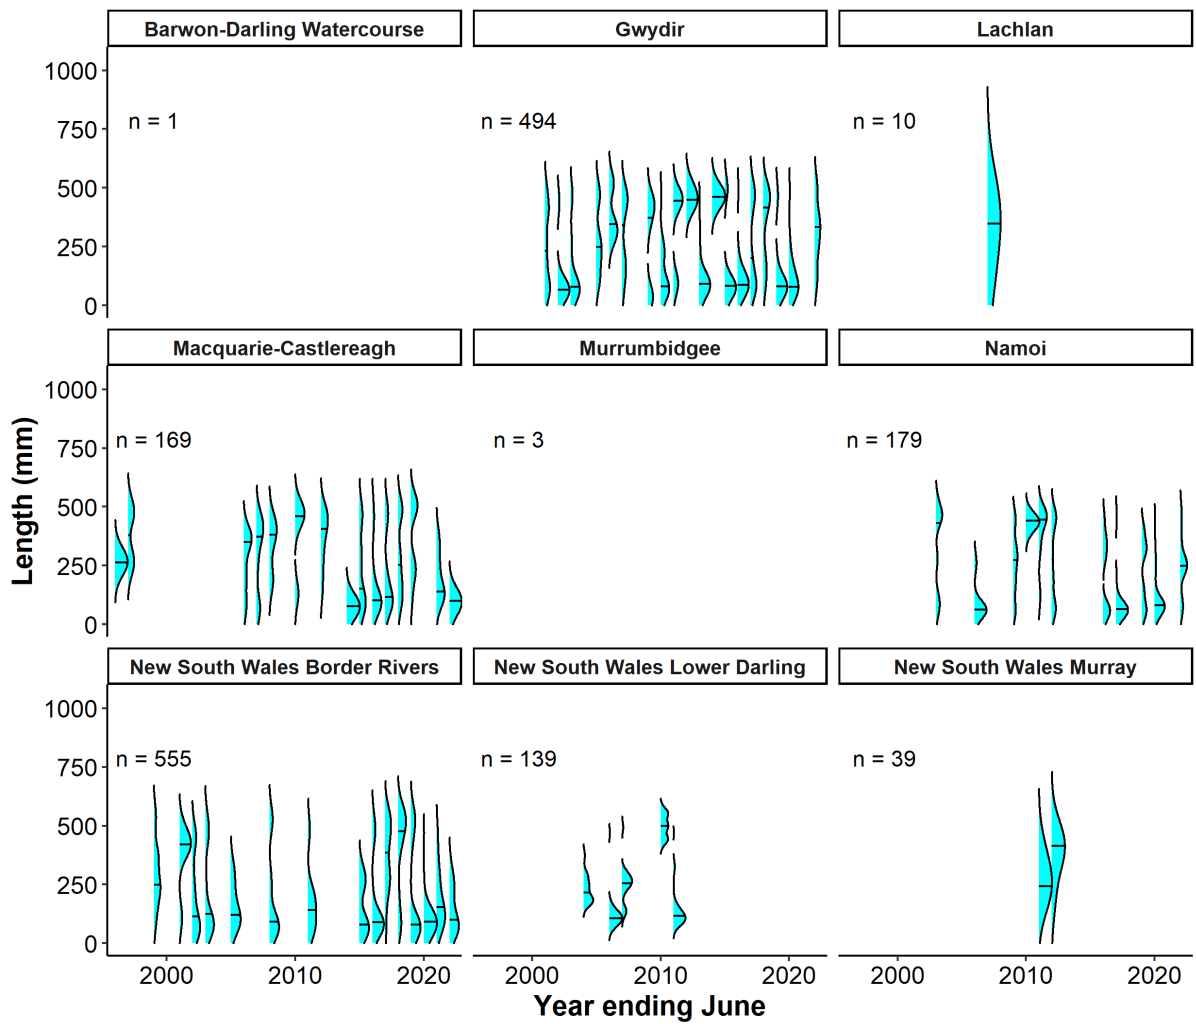 Barwon-Darling Watercourse Gwydir Lachlan
1000
n = 1 n = 494 n = 10
750
500
250
0
Macquarie-Castlereagh Murrumbidgee Namoi
1000
n = 169 n = 3 n = 179
750
500
250
0
Length (mm)
New South Wales Border Rivers New South Wales Lower Darling New South Wales Murray
1000
n = 555 n = 139 n = 39
750
500
250
0
2000 2010 2020 2000 2010 2020 2000 2010 2020
Year ending June